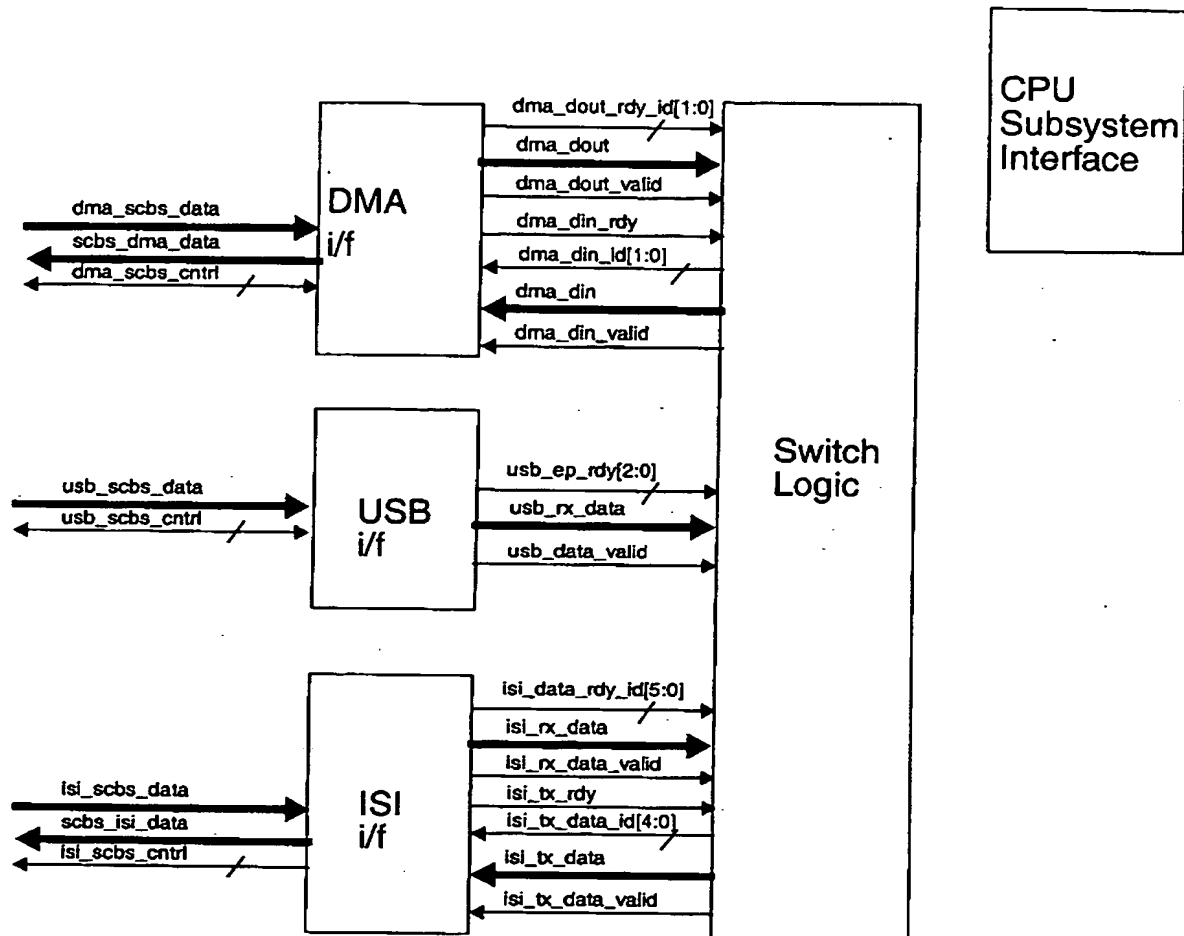 CPU
Subsystem
Interface
dma_dout_rdy_id[1:0]
dma_dout
dma_dout_valid
dma_din_rdy
dma_din_id[1:0]
dma_din
dma_din_valid
DMA
i/f
dma_scbs_data
scbs_dma_data
dma_scbs_cntrl
Switch
Logic
usb_scbs_data
usb_scbs_cntrl
USB
i/f
usb_ep_rdy[2:0]
usb_rx_data
usb_data_valid
isi_data_rdy_id[5:0]
isi_rx_data
isi_rx_data_valid
isi_tx_rdy
isi_tx_data_id[4:0]
isi_tx_data
isi_tx_data_valid
ISI
i/f
isi_scbs_data
scbs_isi_data
isi_scbs_cntrl